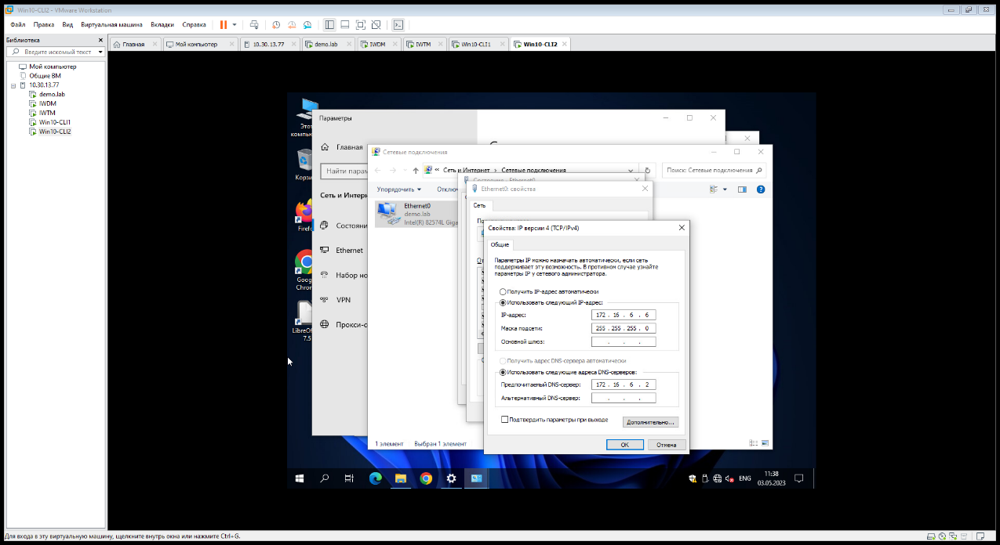 Win10-CLI2 - VMware Workstation
Файл Правка Вид Виртуальная машина Вкладки Справка
Библиотека
Введите искомый текст
Мой компьютер
Общие ВМ
10.30.13.77
demo.lab
IWDM
IWTM
Win10-CLI1
Win10-CLI2
Главная Мой компьютер 10.30.13.77 demo.lab IWDM IWTM Win10-CLI1 Win10-CLI2
Параметры
Главная
Найти парам
Сеть и Интерн
Состояни
Ethernet
Набор но
VPN
Прокси-с
Сетевые подключения
Сеть и Интернет › Сетевые подключения
Поиск: Сетевые подключения
Упорядочить
Отключ
Ethernet0
demo.lab
Intel(R) 82574L Giga
1 элемент Выбран 1 элемент
Состояние - Ethernet0
Ethernet0: свойства
Сеть
Свойства: IP версии 4 (TCP/IPv4)
Общие
Параметры IP можно назначать автоматически, если сеть
поддерживает эту возможность. В противном случае узнайте
параметры IP у сетевого администратора.
Получить IP-адрес автоматически
Использовать следующий IP-адрес:
IP-адрес: 172 . 16 . 6 . 6
Маска подсети: 255 . 255 . 255 . 0
Основной шлюз: . . .
Получить адрес DNS-сервера автоматически
Использовать следующие адреса DNS-серверов:
Предпочитаемый DNS-сервер: 172 . 16 . 6 . 2
Альтернативный DNS-сервер: . . .
Подтвердить параметры при выходе
Дополнительно...
ОК Отмена
Этот
компью
Корзи
Firefo
Goog
Chron
LibreOf
7.5
ENG
11:38
03.05.2023
Для входа в эту виртуальную машину, щелкните внутрь окна или нажмите Ctrl+G.